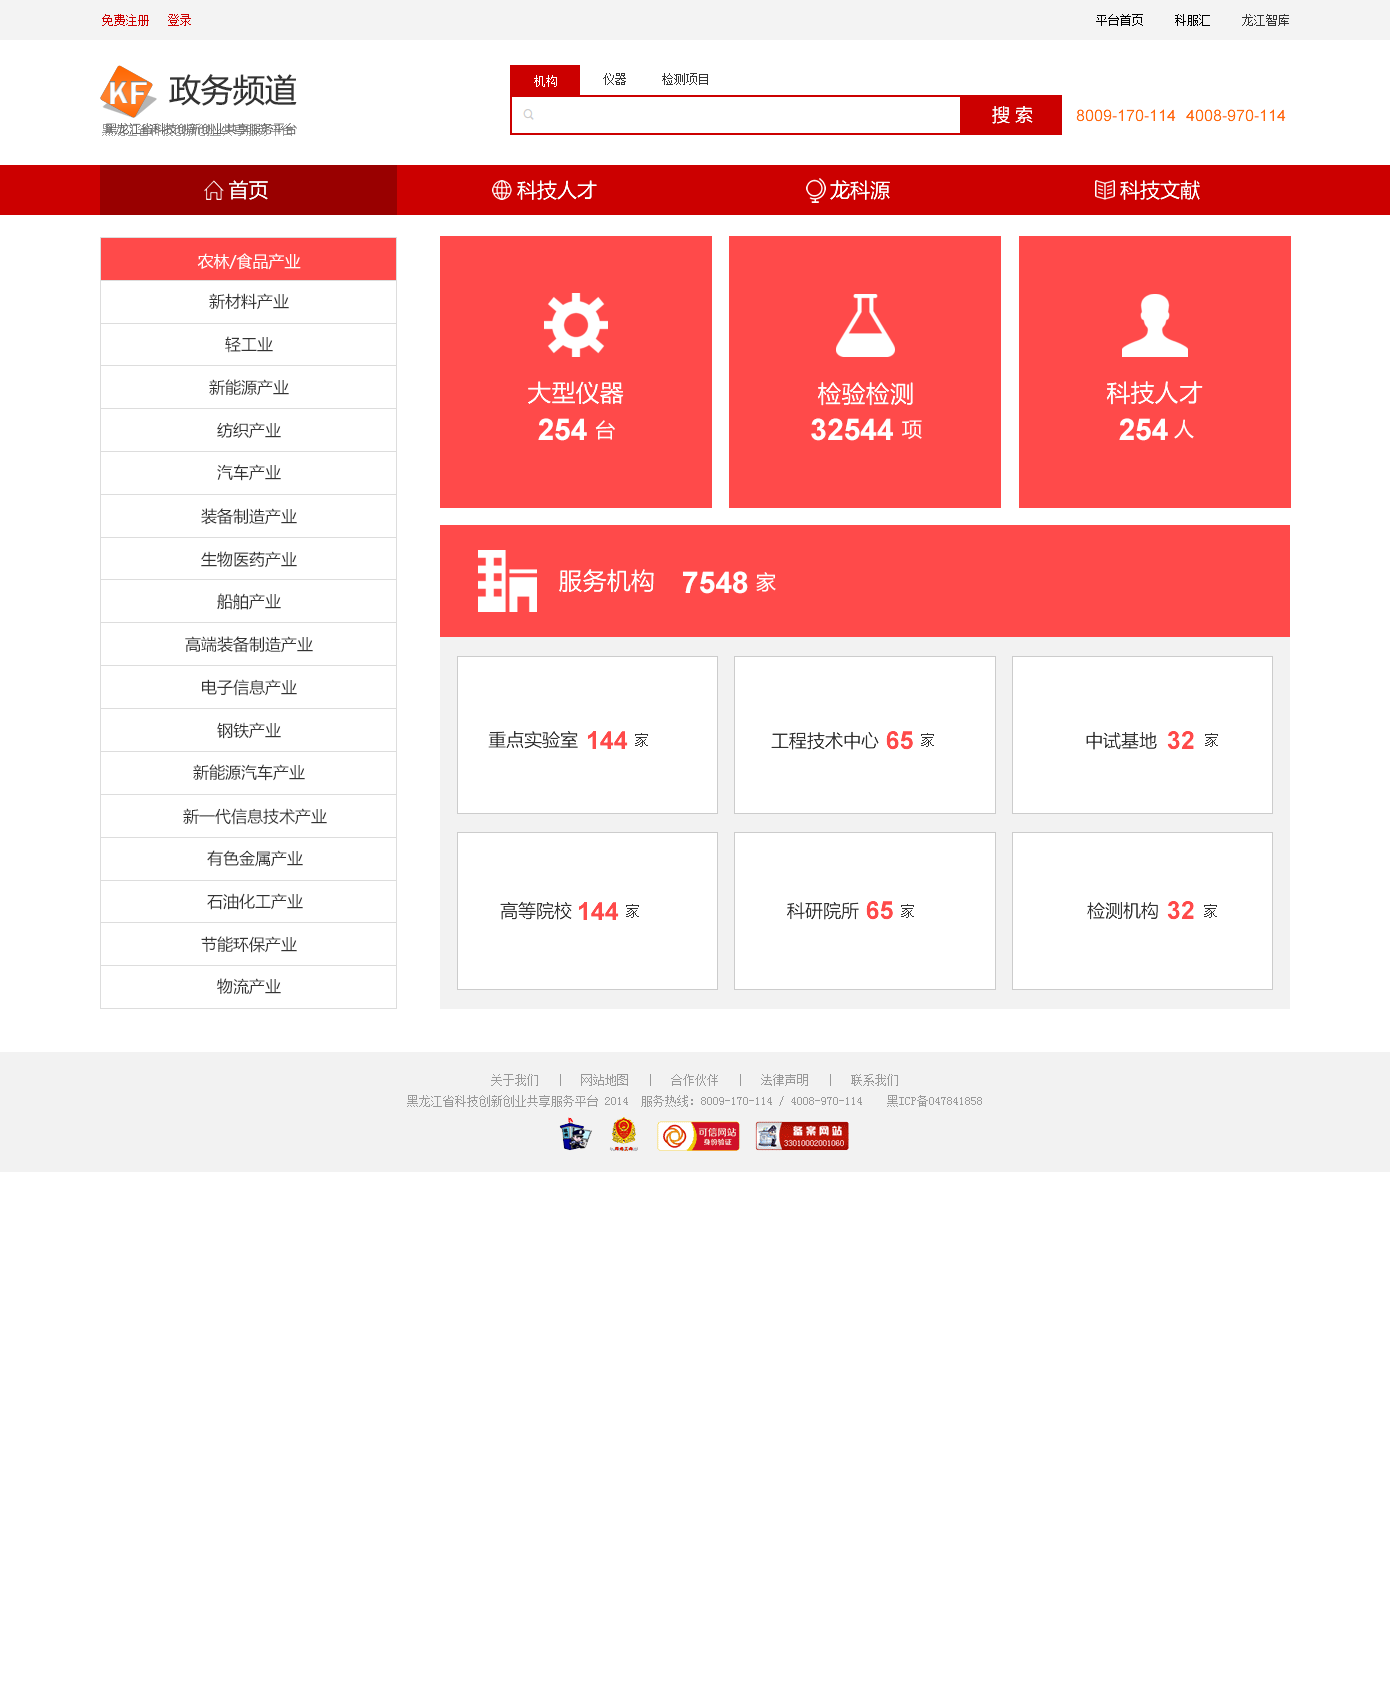 免费注册 登录 平台首页 科服汇 龙江智库
机构 仪器 检测项目
KF 政务频道
搜 索 8009-170-114 4008-970-114
黑龙江省科技创新创业共享服务平台
首页 科技人才 龙科源 科技文献
农林/食品产业
新材料产业
轻工业
新能源产业
纺织产业
汽车产业
装备制造产业
生物医药产业
船舶产业
高端装备制造产业
电子信息产业
钢铁产业
新能源汽车产业
新一代信息技术产业
有色金属产业
石油化工产业
节能环保产业
物流产业
大型仪器
254 台
检验检测
32544 项
科技人才
254 人
服务机构 7548 家
重点实验室 144 家
工程技术中心 65 家
中试基地 32 家
高等院校 144 家
科研院所 65 家
检测机构 32 家
关于我们 | 网站地图 | 合作伙伴 | 法律声明 | 联系我们
黑龙江省科技创新创业共享服务平台 2014 服务热线: 8009-170-114 / 4008-970-114 黑ICP备047841858
可信网站
身份验证
备案网站
33010002001060